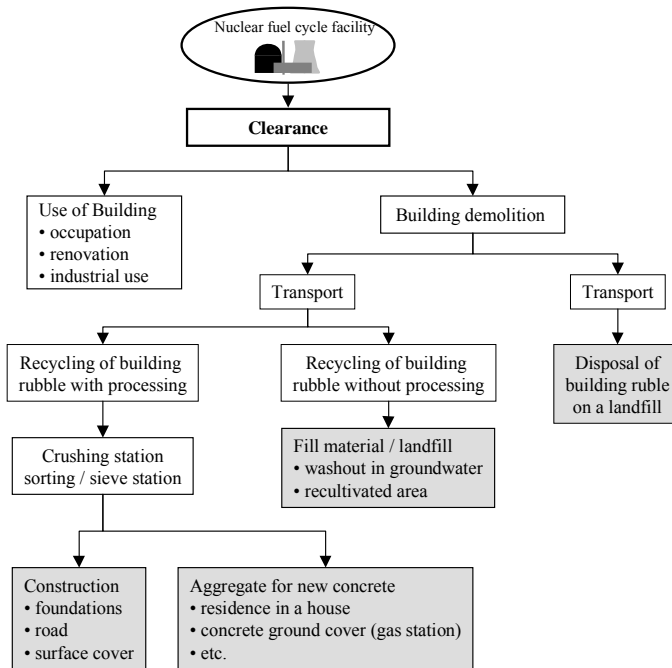 Nuclear fuel cycle facility
Clearance
Use of Building
• occupation
• renovation
• industrial use
Building demolition
Transport
Transport
Recycling of building
rubble with processing
Recycling of building
rubble without processing
Disposal of
building ruble
on a landfill
Crushing station
sorting / sieve station
Fill material / landfill
• washout in groundwater
• recultivated area
Construction
• foundations
• road
• surface cover
Aggregate for new concrete
• residence in a house
• concrete ground cover (gas station)
• etc.